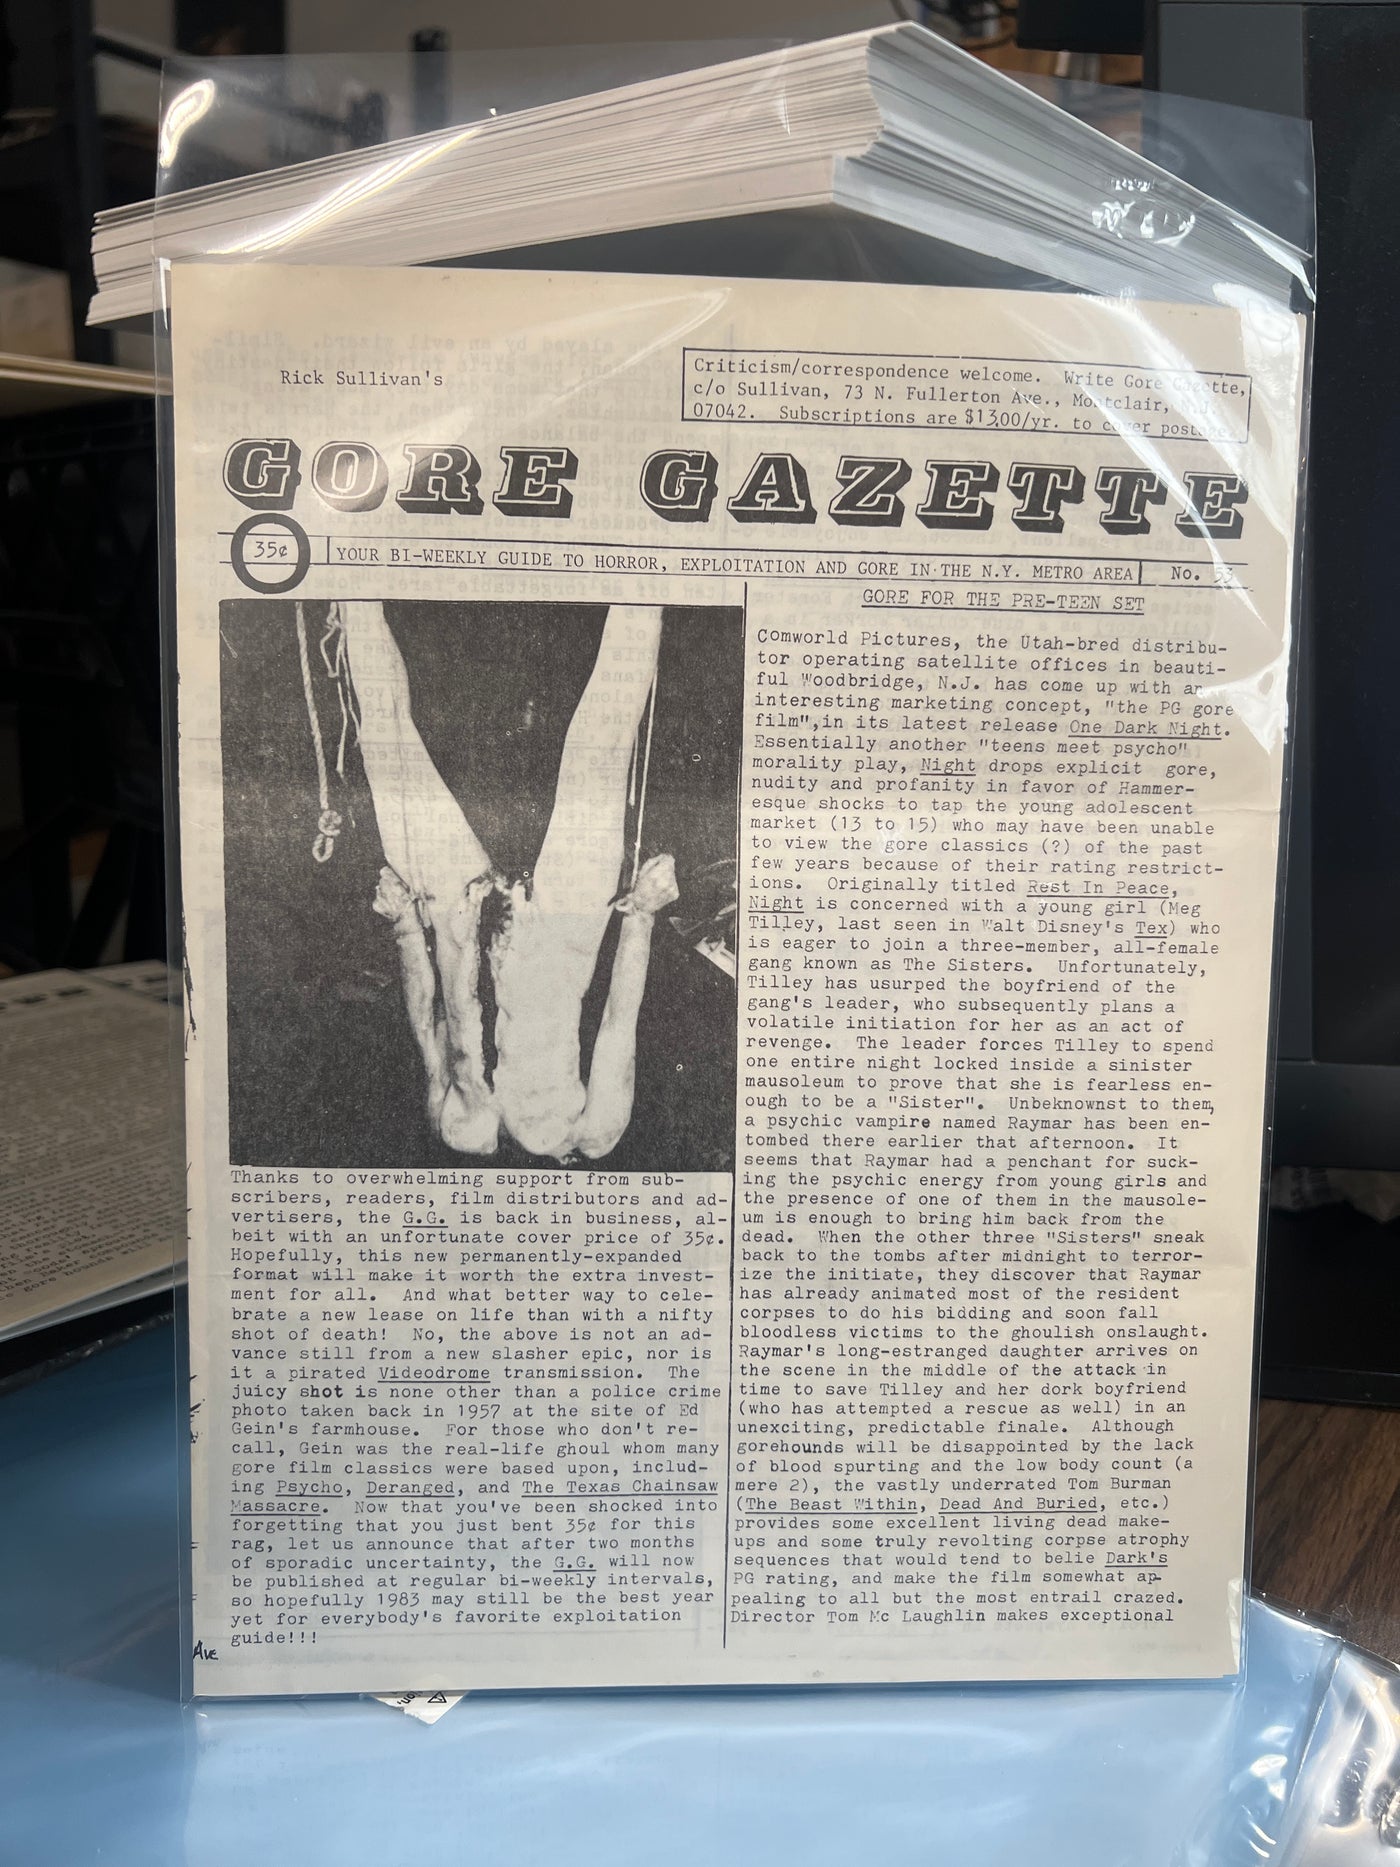 Rick Sullivan's
Criticism/correspondence welcome. Write Gore Gazette,
c/o Sullivan, 73 N. Fullerton Ave., Montclair, N.J.
07042. Subscriptions are $13.00/yr. to cover postage.
GORE GAZETTE
35¢
YOUR BI-WEEKLY GUIDE TO HORROR, EXPLOITATION AND GORE IN THE N.Y. METRO AREA
No. 53
Thanks to overwhelming support from sub-
scribers, readers, film distributors and ad-
vertisers, the G.G. is back in business, al-
beit with an unfortunate cover price of 35¢.
Hopefully, this new permanently-expanded
format will make it worth the extra invest-
ment for all. And what better way to cele-
brate a new lease on life than with a nifty
shot of death! No, the above is not an ad-
vance still from a new slasher epic, nor is
it a pirated Videodrome transmission. The
juicy shot is none other than a police crime
photo taken back in 1957 at the site of Ed
Gein's farmhouse. For those who don't re-
call, Gein was the real-life ghoul whom many
gore film classics were based upon, includ-
ing Psycho, Deranged, and The Texas Chainsaw
Massacre. Now that you've been shocked into
forgetting that you just bent 35¢ for this
rag, let us announce that after two months
of sporadic uncertainty, the G.G. will now
be published at regular bi-weekly intervals,
so hopefully 1983 may still be the best year
yet for everybody's favorite exploitation
guide!!!
Ave
GORE FOR THE PRE-TEEN SET
Comworld Pictures, the Utah-bred distribu-
tor operating satellite offices in beauti-
ful Woodbridge, N.J. has come up with an
interesting marketing concept, "the PG gore
film",in its latest release One Dark Night.
Essentially another "teens meet psycho"
morality play, Night drops explicit gore,
nudity and profanity in favor of Hammer-
esque shocks to tap the young adolescent
market (13 to 15) who may have been unable
to view the gore classics (?) of the past
few years because of their rating restrict-
ions. Originally titled Rest In Peace,
Night is concerned with a young girl (Meg
Tilley, last seen in Walt Disney's Tex) who
is eager to join a three-member, all-female
gang known as The Sisters. Unfortunately,
Tilley has usurped the boyfriend of the
gang's leader, who subsequently plans a
volatile initiation for her as an act of
revenge. The leader forces Tilley to spend
one entire night locked inside a sinister
mausoleum to prove that she is fearless en-
ough to be a "Sister". Unbeknownst to them,
a psychic vampire named Raymar has been en-
tombed there earlier that afternoon. It
seems that Raymar had a penchant for suck-
ing the psychic energy from young girls and
the presence of one of them in the mausole-
um is enough to bring him back from the
dead. When the other three "Sisters" sneak
back to the tombs after midnight to terror-
ize the initiate, they discover that Raymar
has already animated most of the resident
corpses to do his bidding and soon fall
bloodless victims to the ghoulish onslaught.
Raymar's long-estranged daughter arrives on
the scene in the middle of the attack in
time to save Tilley and her dork boyfriend
(who has attempted a rescue as well) in an
unexciting, predictable finale. Although
gorehounds will be disappointed by the lack
of blood spurting and the low body count (a
mere 2), the vastly underrated Tom Burman
(The Beast Within, Dead And Buried, etc.)
provides some excellent living dead make-
ups and some truly revolting corpse atrophy
sequences that would tend to belie Dark's
PG rating, and make the film somewhat ap-
pealing to all but the most entrail crazed.
Director Tom Mc Laughlin makes exceptional